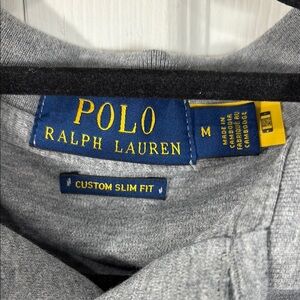 POLO
RALPH LAUREN
M
MADE IN
CAMBODIA
FABRIQUÉ AU
CAMBODGE
CUSTOM SLIM FIT